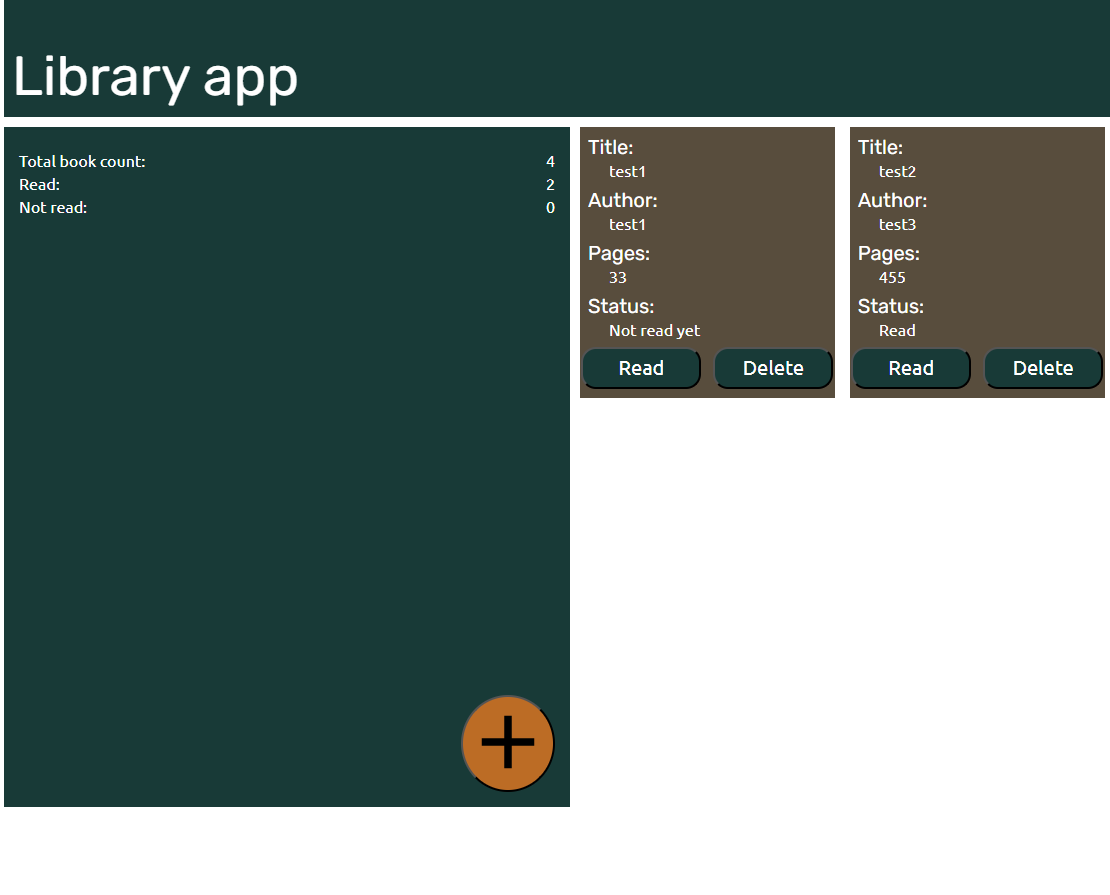 Library app
Total book count: 4
Read: 2
Not read: 0
Title:
test1
Author:
test1
Pages:
33
Status:
Not read yet
Read Delete
Title:
test2
Author:
test3
Pages:
455
Status:
Read
Read Delete